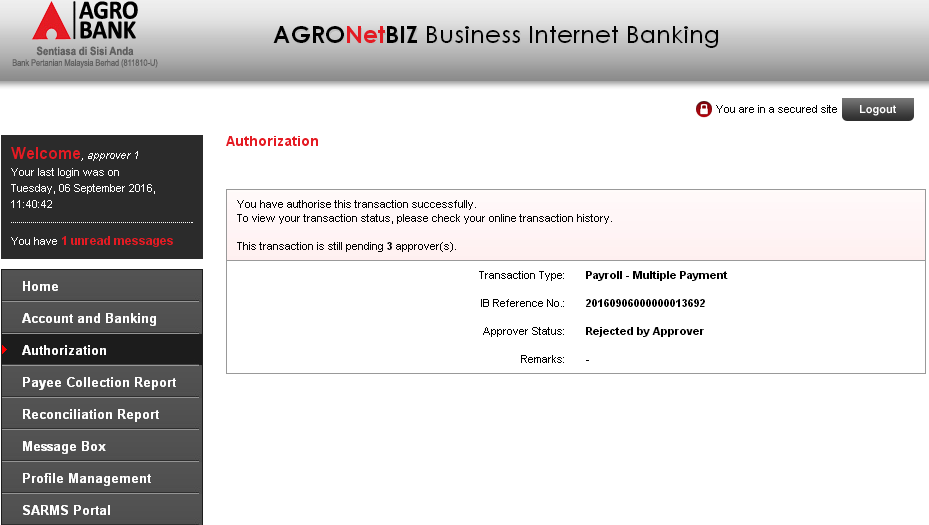 AGRO
BANK
Sentiasa di Sisi Anda
Bank Pertanian Malaysia Berhad (811810-U)
AGRONetBIZ Business Internet Banking
You are in a secured site
Logout
Welcome, approver 1
Your last login was on
Tuesday, 06 September 2016,
11:40:42
You have 1 unread messages
Home
Account and Banking
Authorization
Payee Collection Report
Reconciliation Report
Message Box
Profile Management
SARMS Portal
Authorization
You have authorise this transaction successfully.
To view your transaction status, please check your online transaction history.
This transaction is still pending 3 approver(s).
Transaction Type: Payroll - Multiple Payment
IB Reference No.: 20160906000000013692
Approver Status: Rejected by Approver
Remarks: -